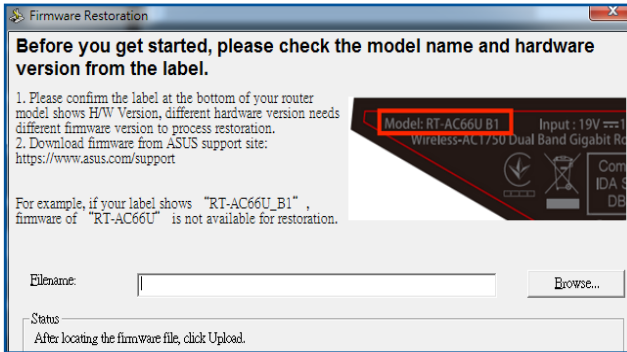 Firmware Restoration
Before you get started, please check the model name and hardware
version from the label.
1. Please confirm the label at the bottom of your router
model shows H/W Version, different hardware version needs
different firmware version to process restoration.
2. Download firmware from ASUS support site:
https://www.asus.com/support
For example, if your label shows “RT-AC66U_B1”,
firmware of “RT-AC66U” is not available for restoration.
Model: RT-AC66U B1 Input : 19V
Wireless-AC1750 Dual Band Gigabit
IDA
DB
Filename:
Browse...
Status
After locating the firmware file, click Upload.